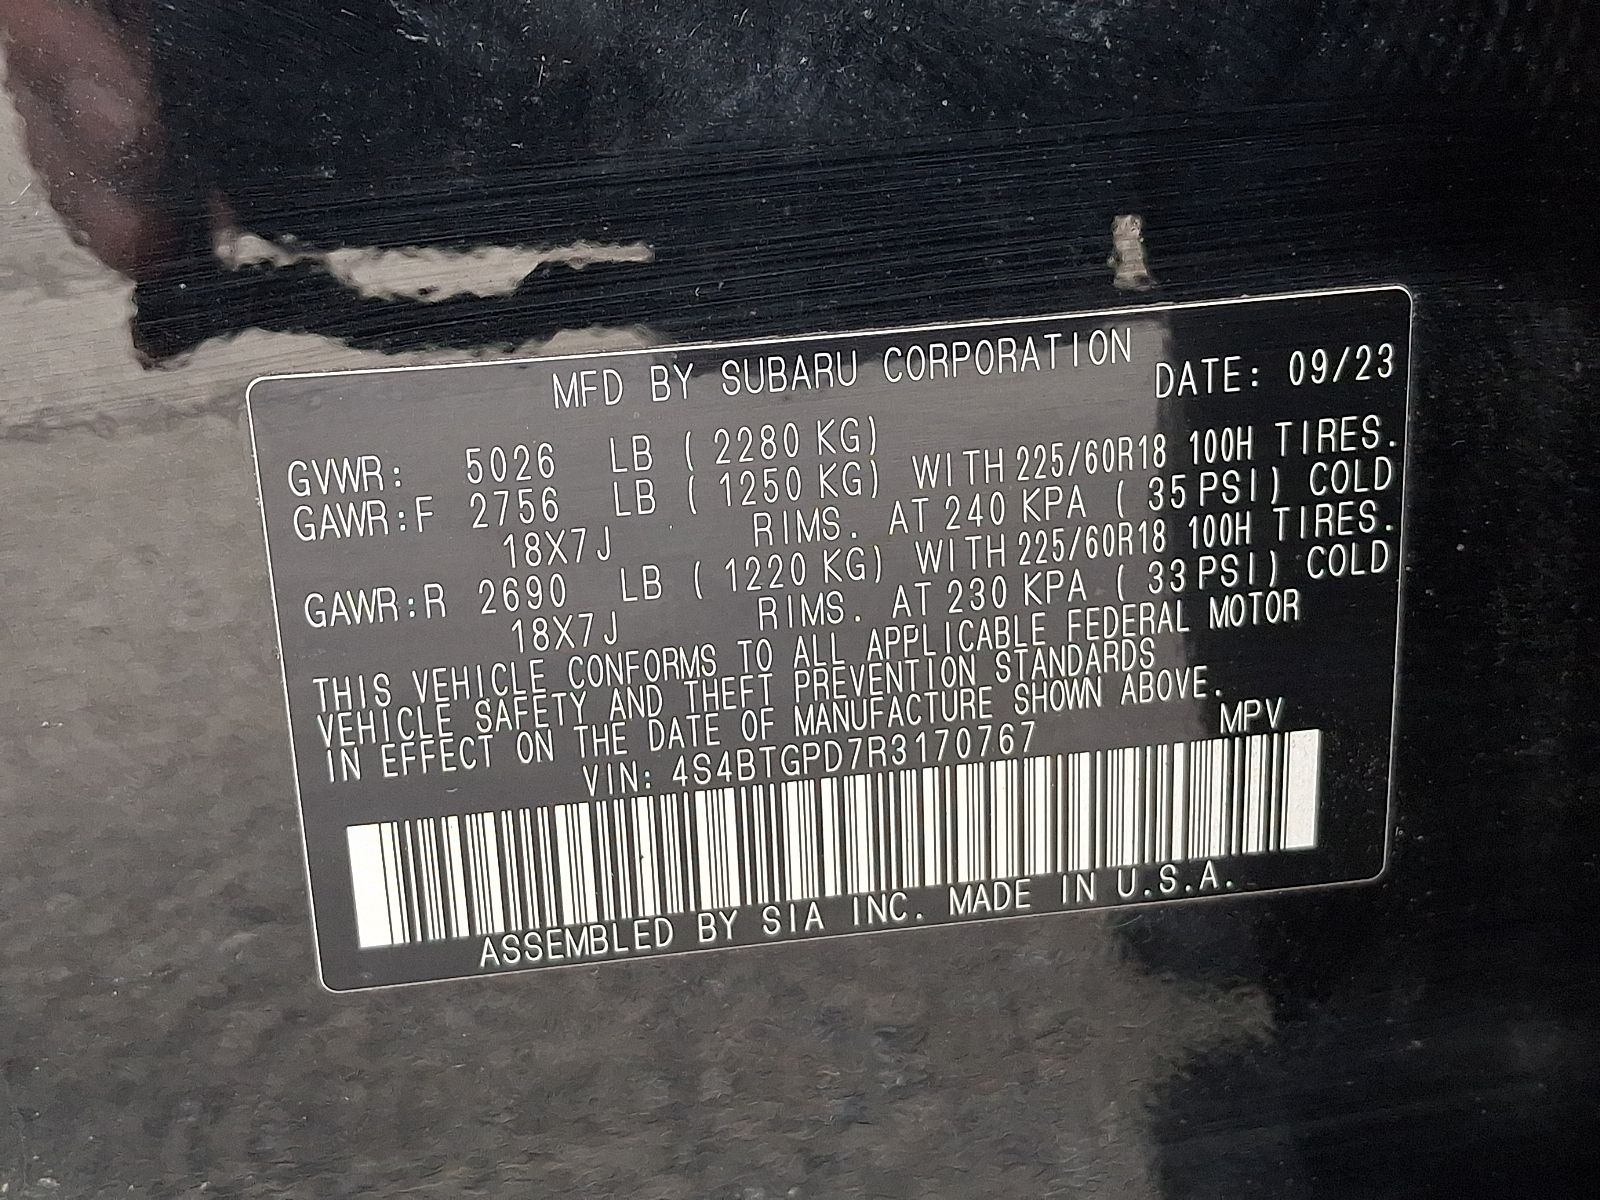 MFD BY SUBARU CORPORATION
DATE: 09/23
GVWR: 5026 LB ( 2280 KG)
GAWR:F 2756 LB ( 1250 KG) WITH 225/60R18 100H TIRES.
18X7J RIMS. AT 240 KPA ( 35 PSI) COLD
GAWR:R 2690 LB ( 1220 KG) WITH 225/60R18 100H TIRES.
18X7J RIMS. AT 230 KPA ( 33 PSI) COLD
THIS VEHICLE CONFORMS TO ALL APPLICABLE FEDERAL MOTOR
VEHICLE SAFETY AND THEFT PREVENTION STANDARDS
IN EFFECT ON THE DATE OF MANUFACTURE SHOWN ABOVE.
VIN: 4S4BTGPD7R3170767 MPV
ASSEMBLED BY SIA INC. MADE IN U.S.A.